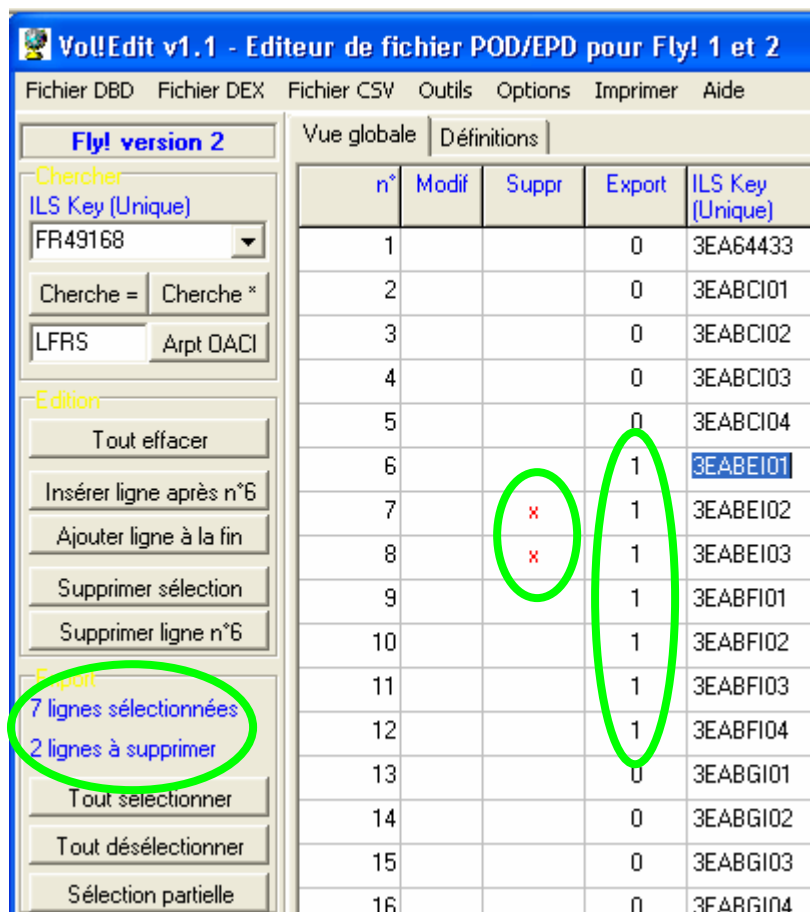 Vol!Edit v1.1 - Editeur de fichier POD/EPD pour Fly! 1 et 2
Fichier DBD Fichier DEX Fichier CSV Outils Options Imprimer Aide
Fly! version 2
Chercher
ILS Key (Unique)
FR49168
Cherche = Cherche *
LFRS Arpt OACI
Edition
Tout effacer
Insérer ligne après n°6
Ajouter ligne à la fin
Supprimer sélection
Supprimer ligne n°6
Export
7 lignes sélectionnées
2 lignes à supprimer
Tout sélectionner
Tout désélectionner
Sélection partielle
Vue globale Définitions
n° Modif Suppr Export ILS Key (Unique)
1 0 3EA64433
2 0 3EABCI01
3 0 3EABCI02
4 0 3EABCI03
5 0 3EABCI04
6 1 3EABEI01
7 x 1 3EABEI02
8 x 1 3EABEI03
9 1 3EABFI01
10 1 3EABFI02
11 1 3EABFI03
12 1 3EABFI04
13 0 3EABGI01
14 0 3EABGI02
15 0 3EABGI03
16 0 3EABGI04